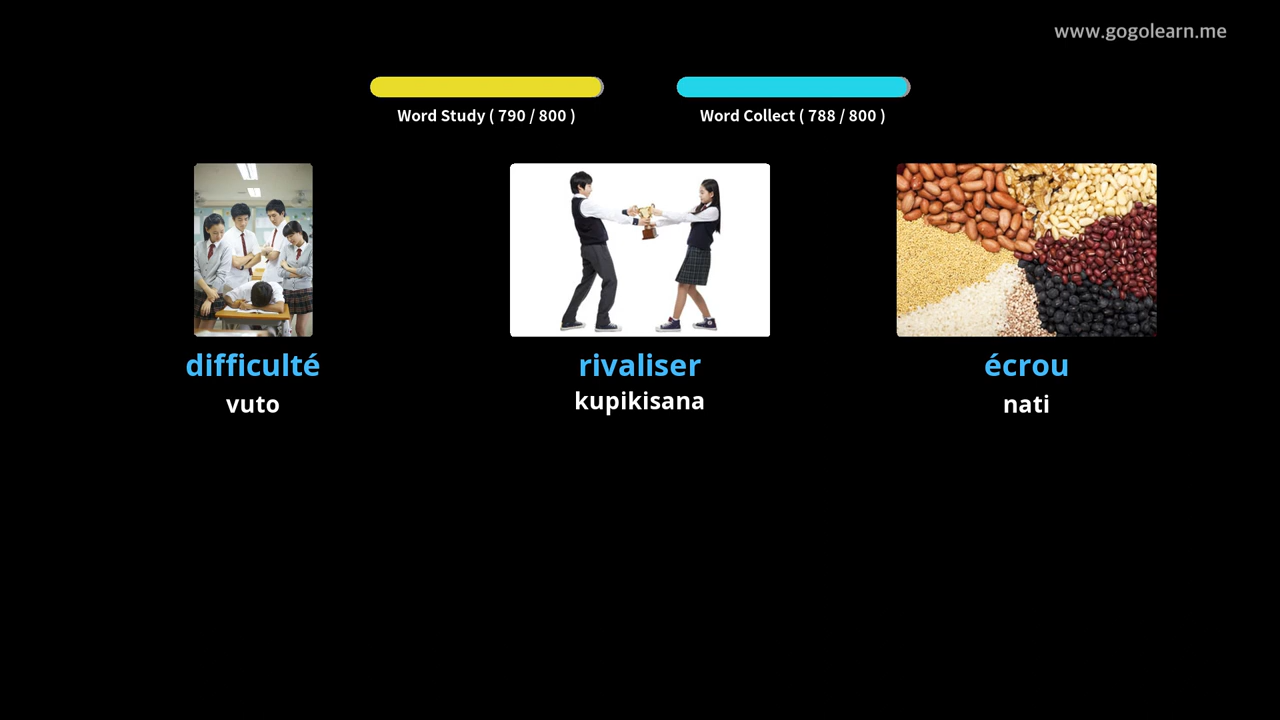 www.gogolearn.me
Word Study ( 790 / 800 )
Word Collect ( 788 / 800 )
difficulté
vuto
rivaliser
kupikisana
écrou
nati